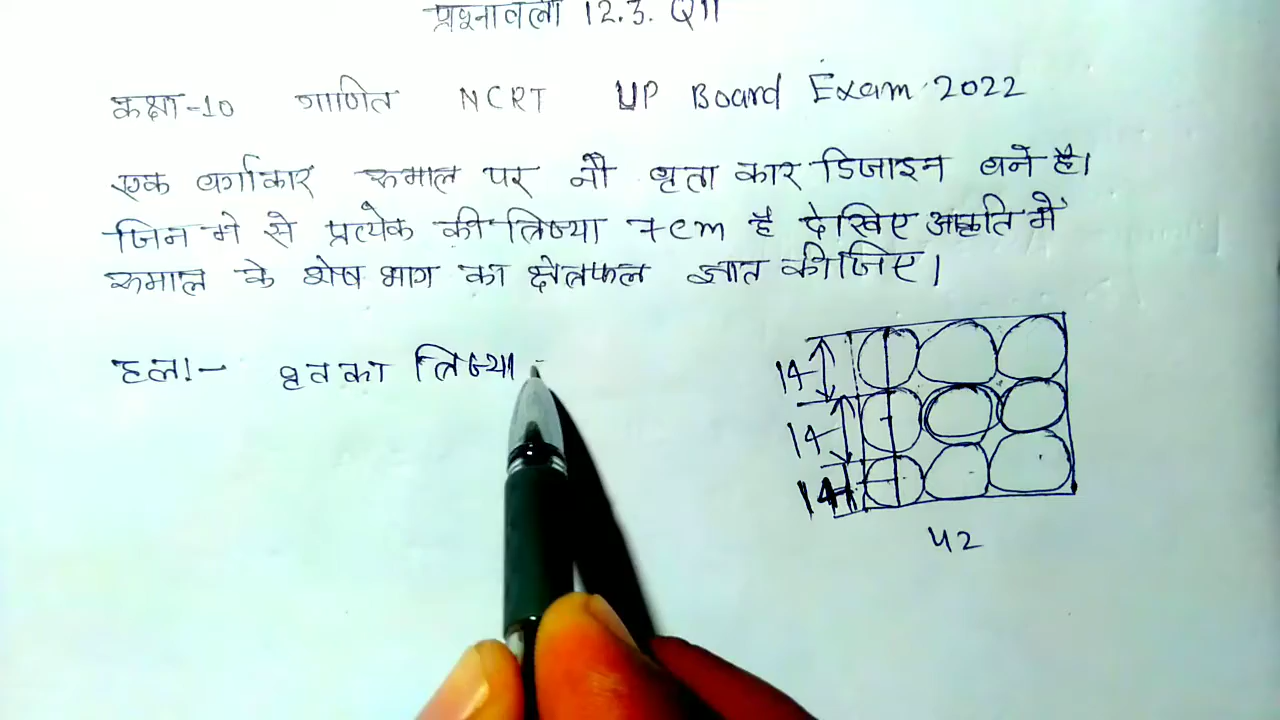 प्रश्नावली 12.3. Q11
कक्षा-10 गणित NCRT UP Board Exam 2022
एक वर्गाकार रुमाल पर नौ वृताकार डिजाइन बने है।
जिन मे से प्रत्येक की त्रिज्या 7cm है देखिए आकृति में
रुमाल के शेष भाग का क्षेत्रफल ज्ञात कीजिए।
हल।- वृत का त्रिज्या -
14
14
14
42